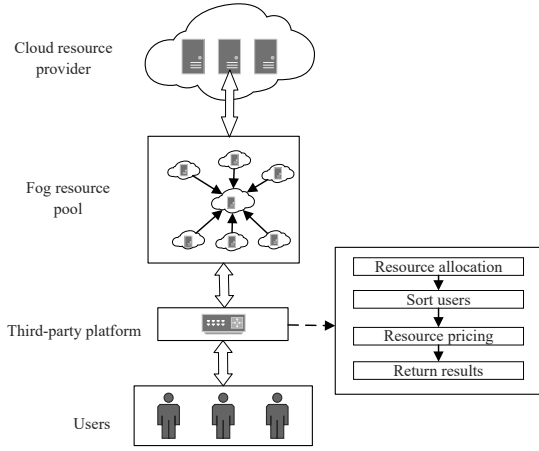 Cloud resource
provider
Fog resource
pool
Third-party platform
Users
Resource allocation
Sort users
Resource pricing
Return results